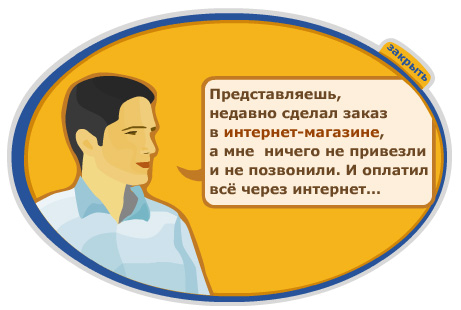 закрыть
Представляешь,
недавно сделал заказ
в интернет-магазине,
а мне ничего не привезли
и не позвонили. И оплатил
всё через интернет...